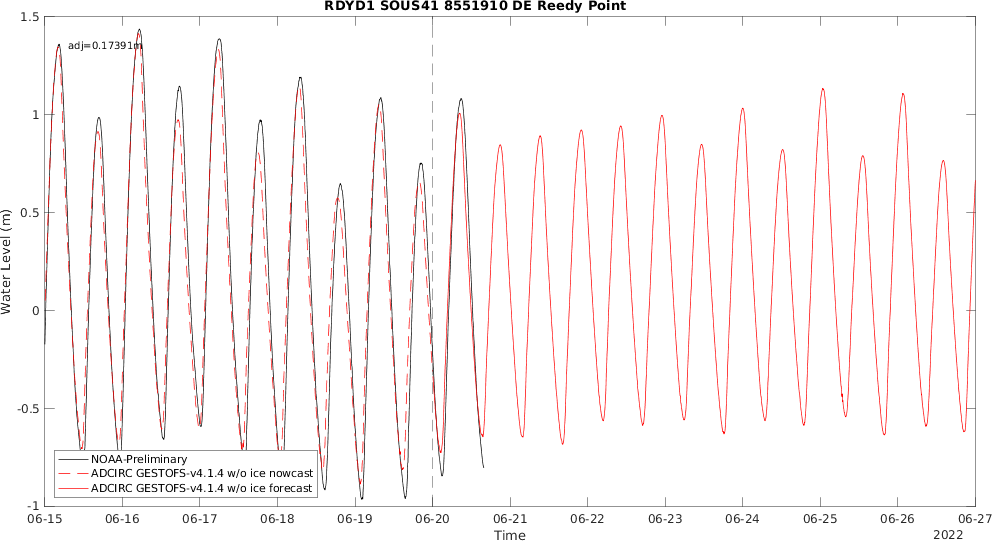 RDYD1 SOUS41 8551910 DE Reedy Point
1.5
adj=0.17391m
1
0.5
0
-0.5
-1
Water Level (m)
NOAA-Preliminary
ADCIRC GESTOFS-v4.1.4 w/o ice nowcast
ADCIRC GESTOFS-v4.1.4 w/o ice forecast
06-15 06-16 06-17 06-18 06-19 06-20 06-21 06-22 06-23 06-24 06-25 06-26 06-27
Time
2022